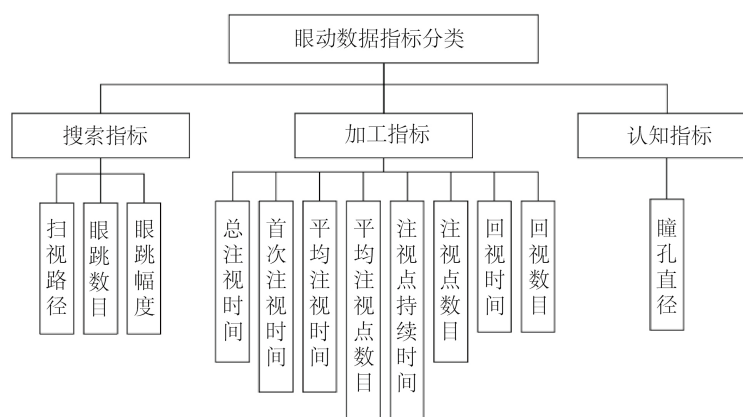 眼动数据指标分类
搜索指标
加工指标
认知指标
扫视路径
眼跳数目
眼跳幅度
总注视时间
首次注视时间
平均注视时间
平均注视点数目
注视点持续时间
注视点数目
回视时间
回视数目
瞳孔直径